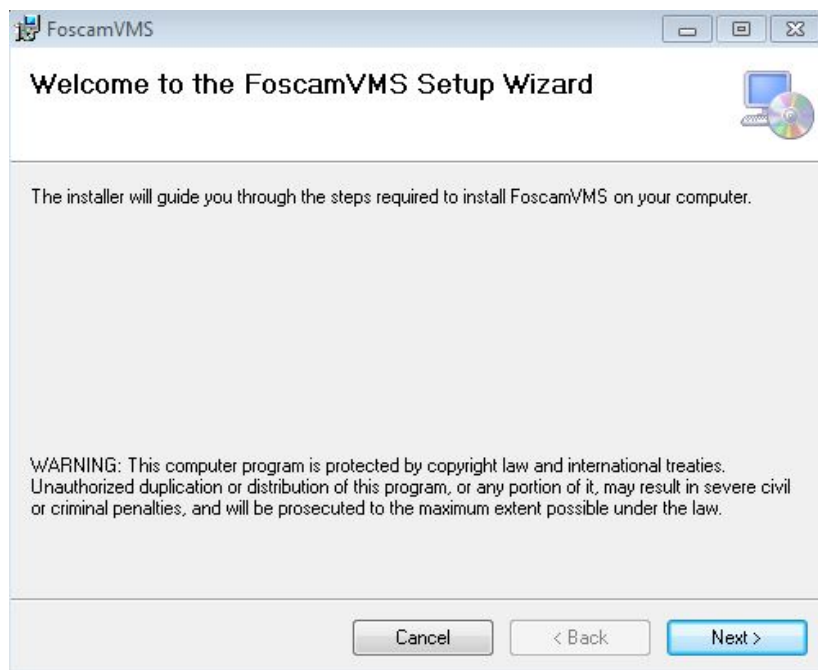 FoscamVMS
Welcome to the FoscamVMS Setup Wizard
The installer will guide you through the steps required to install FoscamVMS on your computer.
WARNING: This computer program is protected by copyright law and international treaties.
Unauthorized duplication or distribution of this program, or any portion of it, may result in severe civil
or criminal penalties, and will be prosecuted to the maximum extent possible under the law.
Cancel < Back Next >